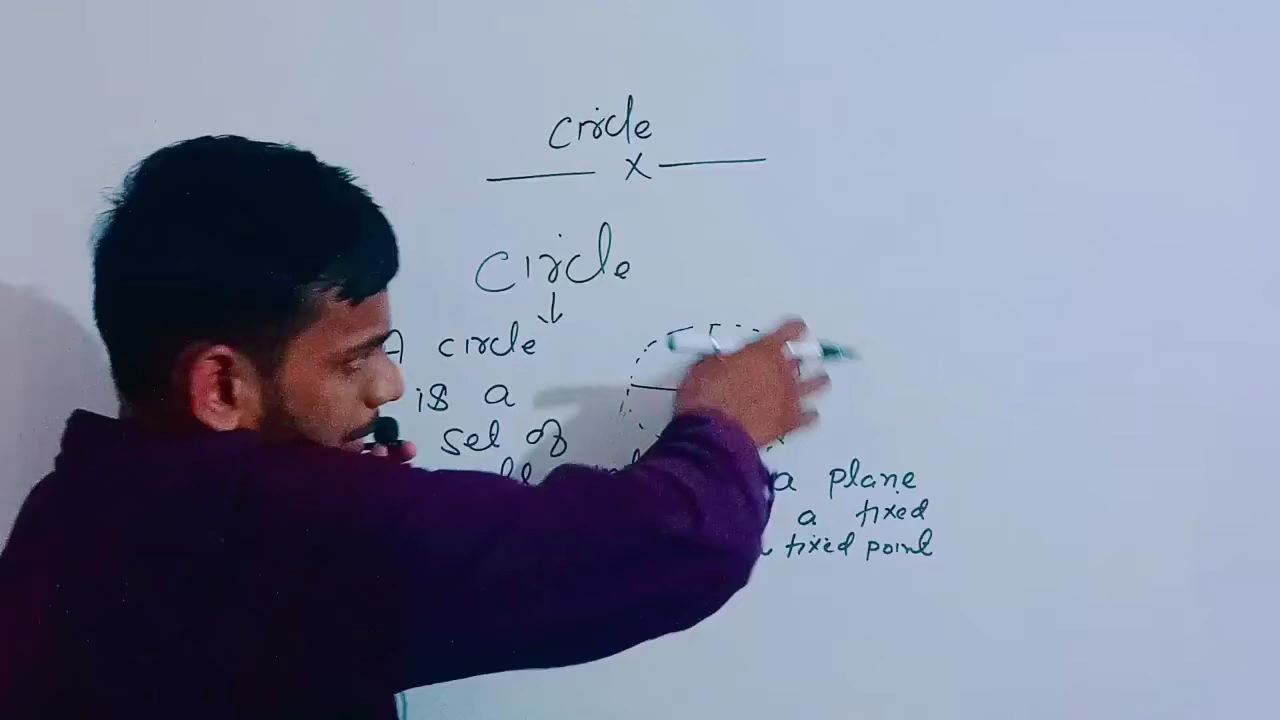 circle
x
circle
A circle
is a
set of
a plane
a fixed
fixed point